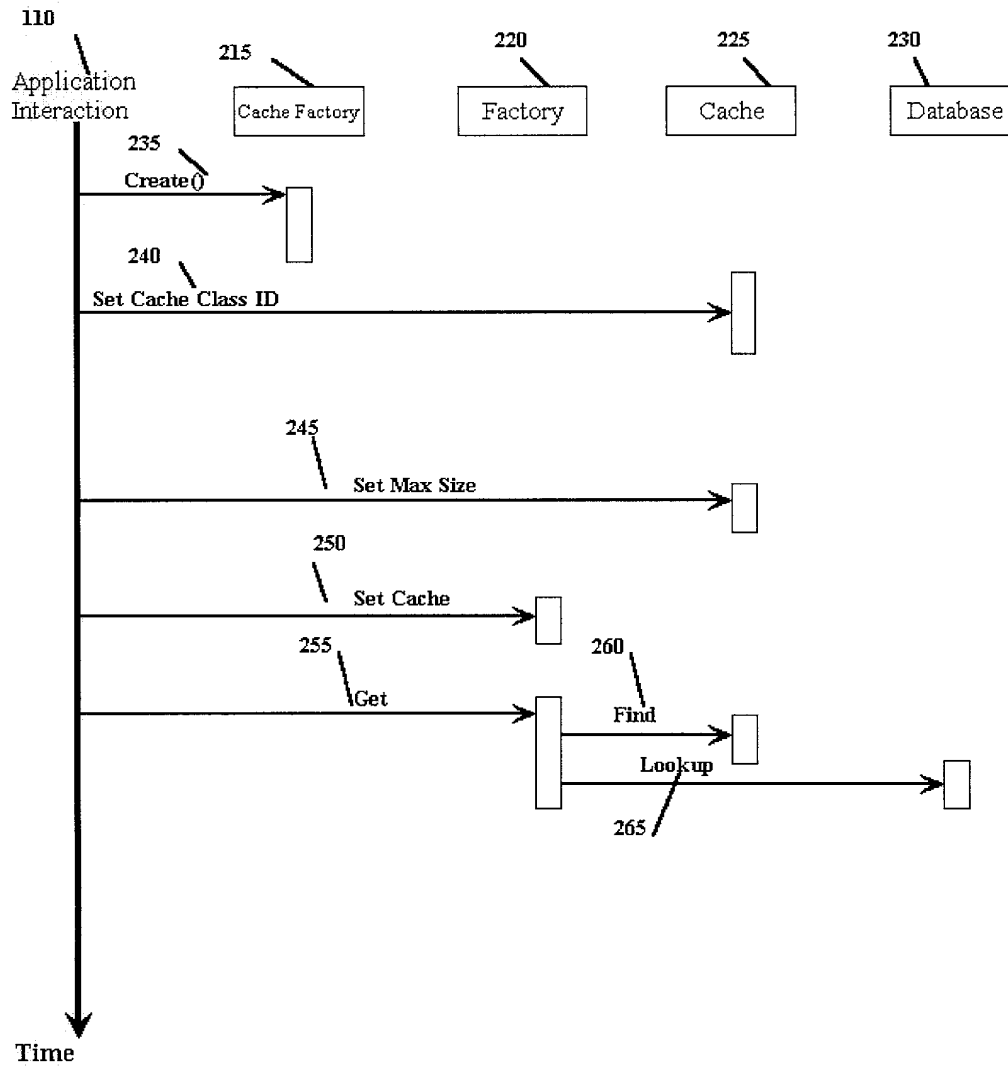 110
215
220
225
230
Application
Interaction
Cache Factory
Factory
Cache
Database
235
Create()
240
Set Cache Class ID
245
Set Max Size
250
Set Cache
255
Get
260
Find
Lookup
265
Time